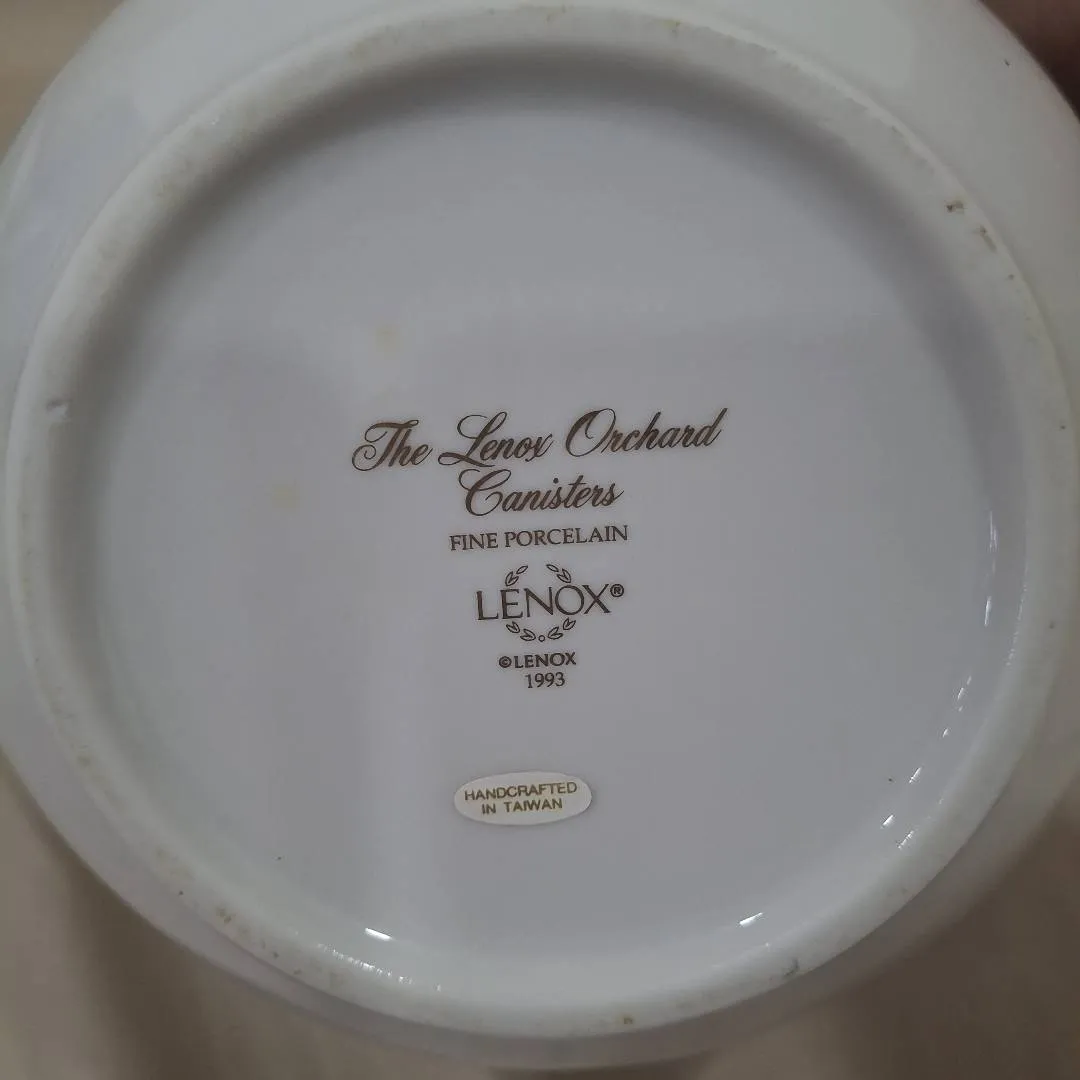 The Lenox Orchard
Canisters
FINE PORCELAIN
LENOX®
©LENOX
1993
HANDCRAFTED
IN TAIWAN